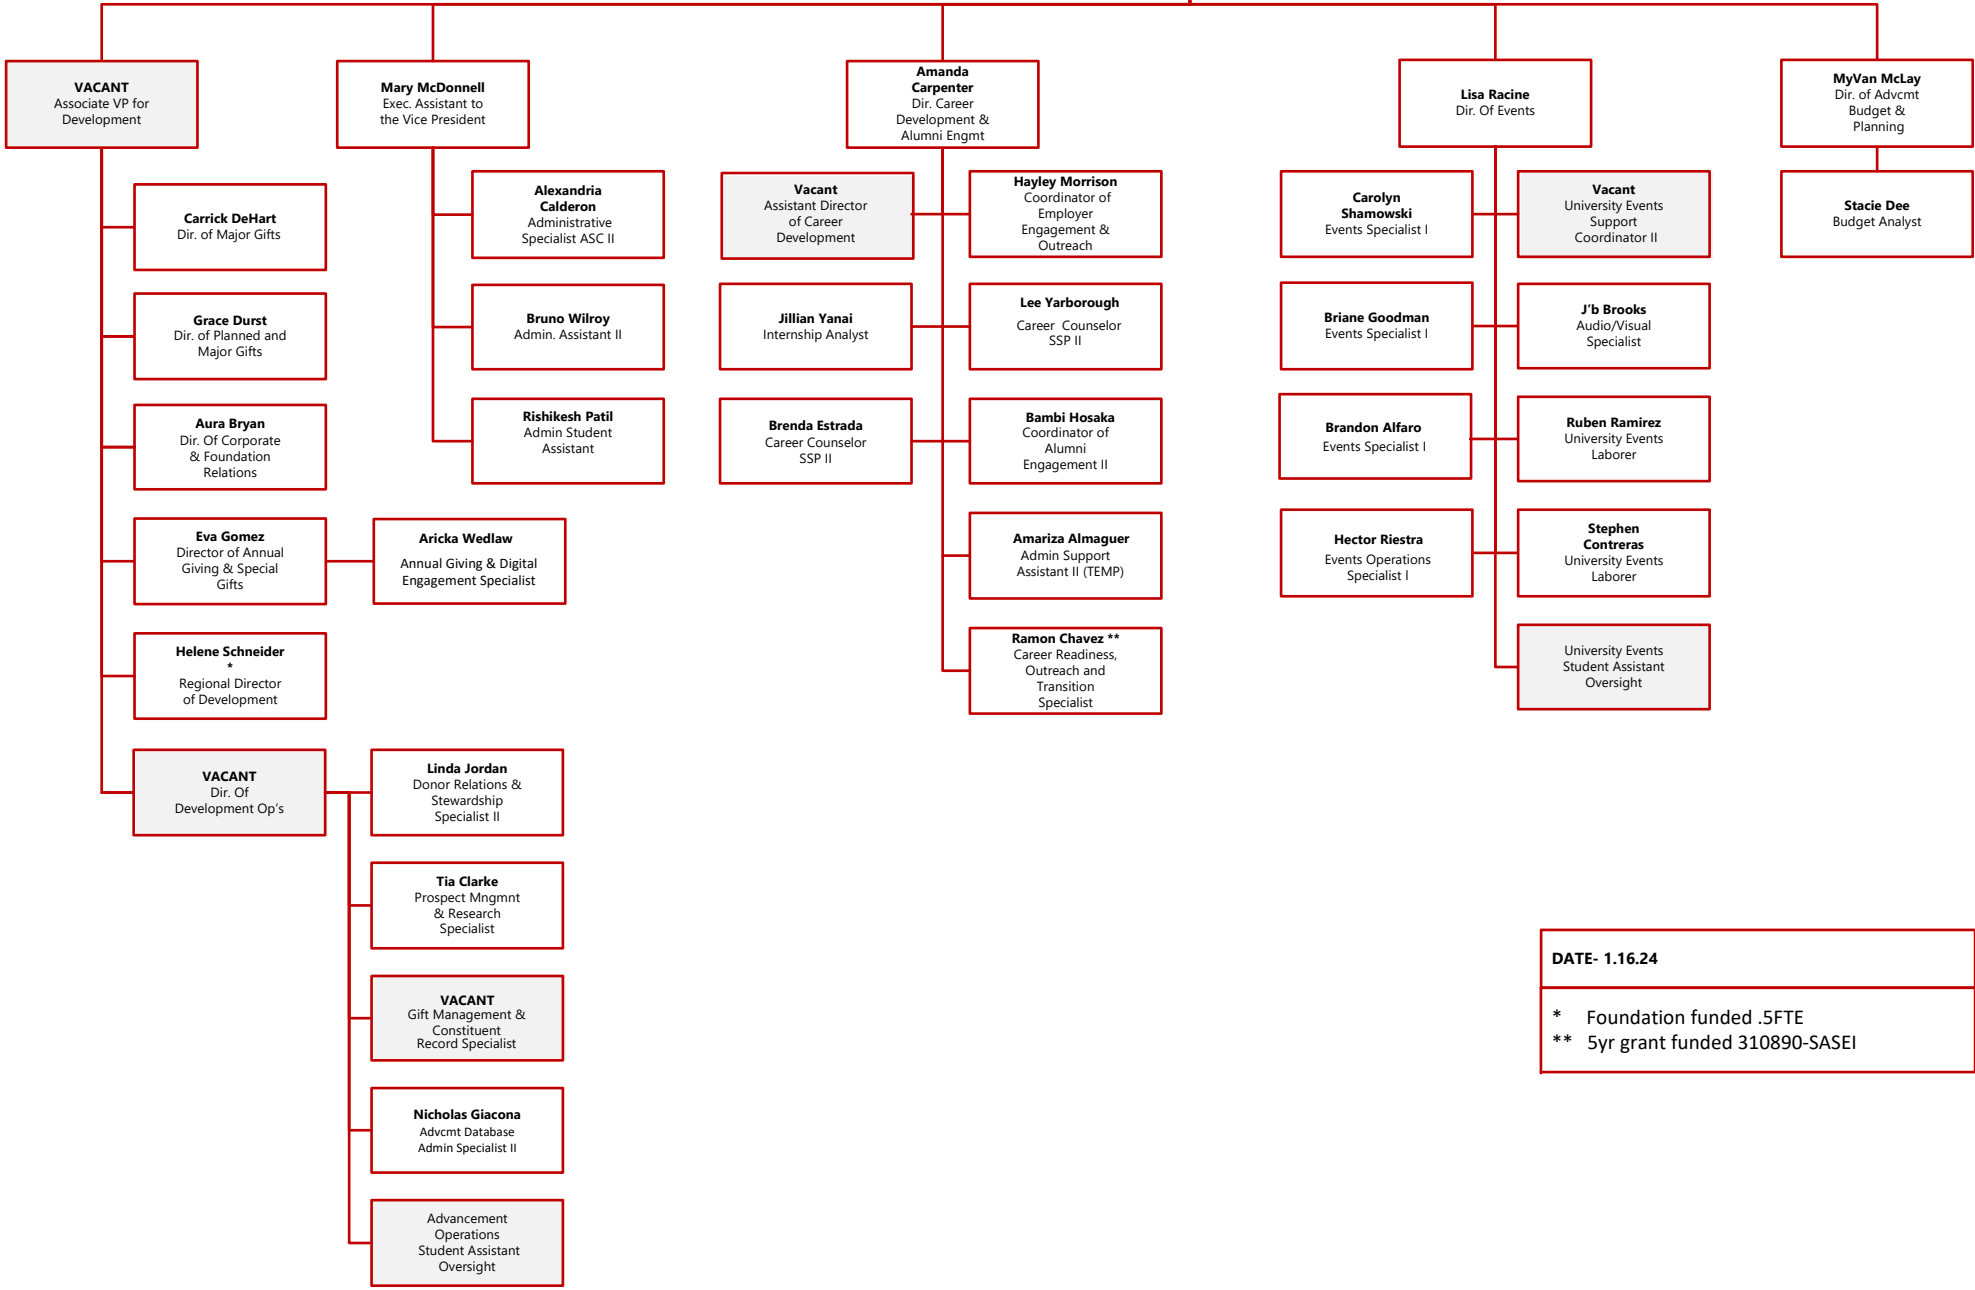 VACANT
Associate VP for
Development
Mary McDonnell
Exec. Assistant to
the Vice President
Amanda
Carpenter
Dir. Career
Development &
Alumni Engmt
Lisa Racine
Dir. Of Events
MyVan McLay
Dir. of Advcmt
Budget &
Planning
Carrick DeHart
Dir. of Major Gifts
Grace Durst
Dir. of Planned and
Major Gifts
Aura Bryan
Dir. Of Corporate
& Foundation
Relations
Eva Gomez
Director of Annual
Giving & Special
Gifts
Aricka Wedlaw
Annual Giving & Digital
Engagement Specialist
Helene Schneider
*
Regional Director
of Development
VACANT
Dir. Of
Development Op's
Linda Jordan
Donor Relations &
Stewardship
Specialist II
Tia Clarke
Prospect Mngmnt
& Research
Specialist
VACANT
Gift Management &
Constituent
Record Specialist
Nicholas Giacona
Advcmt Database
Admin Specialist II
Advancement
Operations
Student Assistant
Oversight
Alexandria
Calderon
Administrative
Specialist ASC II
Bruno Wilroy
Admin. Assistant II
Rishikesh Patil
Admin Student
Assistant
Vacant
Assistant Director
of Career
Development
Hayley Morrison
Coordinator of
Employer
Engagement &
Outreach
Jillian Yanai
Internship Analyst
Lee Yarborough
Career Counselor
SSP II
Brenda Estrada
Career Counselor
SSP II
Bambi Hosaka
Coordinator of
Alumni
Engagement II
Amariza Almaguer
Admin Support
Assistant II (TEMP)
Ramon Chavez **
Career Readiness,
Outreach and
Transition
Specialist
Carolyn
Shamowski
Events Specialist I
Vacant
University Events
Support
Coordinator II
Briane Goodman
Events Specialist I
J'b Brooks
Audio/Visual
Specialist
Brandon Alfaro
Events Specialist I
Ruben Ramirez
University Events
Laborer
Hector Riestra
Events Operations
Specialist I
Stephen
Contreras
University Events
Laborer
University Events
Student Assistant
Oversight
Stacie Dee
Budget Analyst
DATE- 1.16.24
* Foundation funded .5FTE
** 5yr grant funded 310890-SASEI